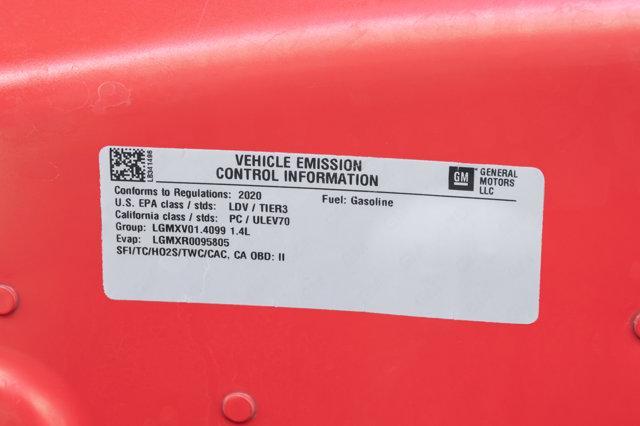 VEHICLE EMISSION
CONTROL INFORMATION
GM GENERAL
MOTORS
LLC
Conforms to Regulations: 2020
Fuel: Gasoline
U.S. EPA class / stds: LDV / TIER3
California class / stds: PC / ULEV70
Group: LGMXV01.4099 1.4L
Evap: LGMXR0095805
SFI/TC/HO2S/TWC/CAC, CA OBD: II